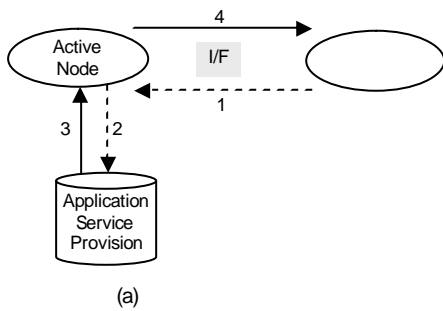 4
Active
Node
I/F
1
3
2
Application
Service
Provision
(a)